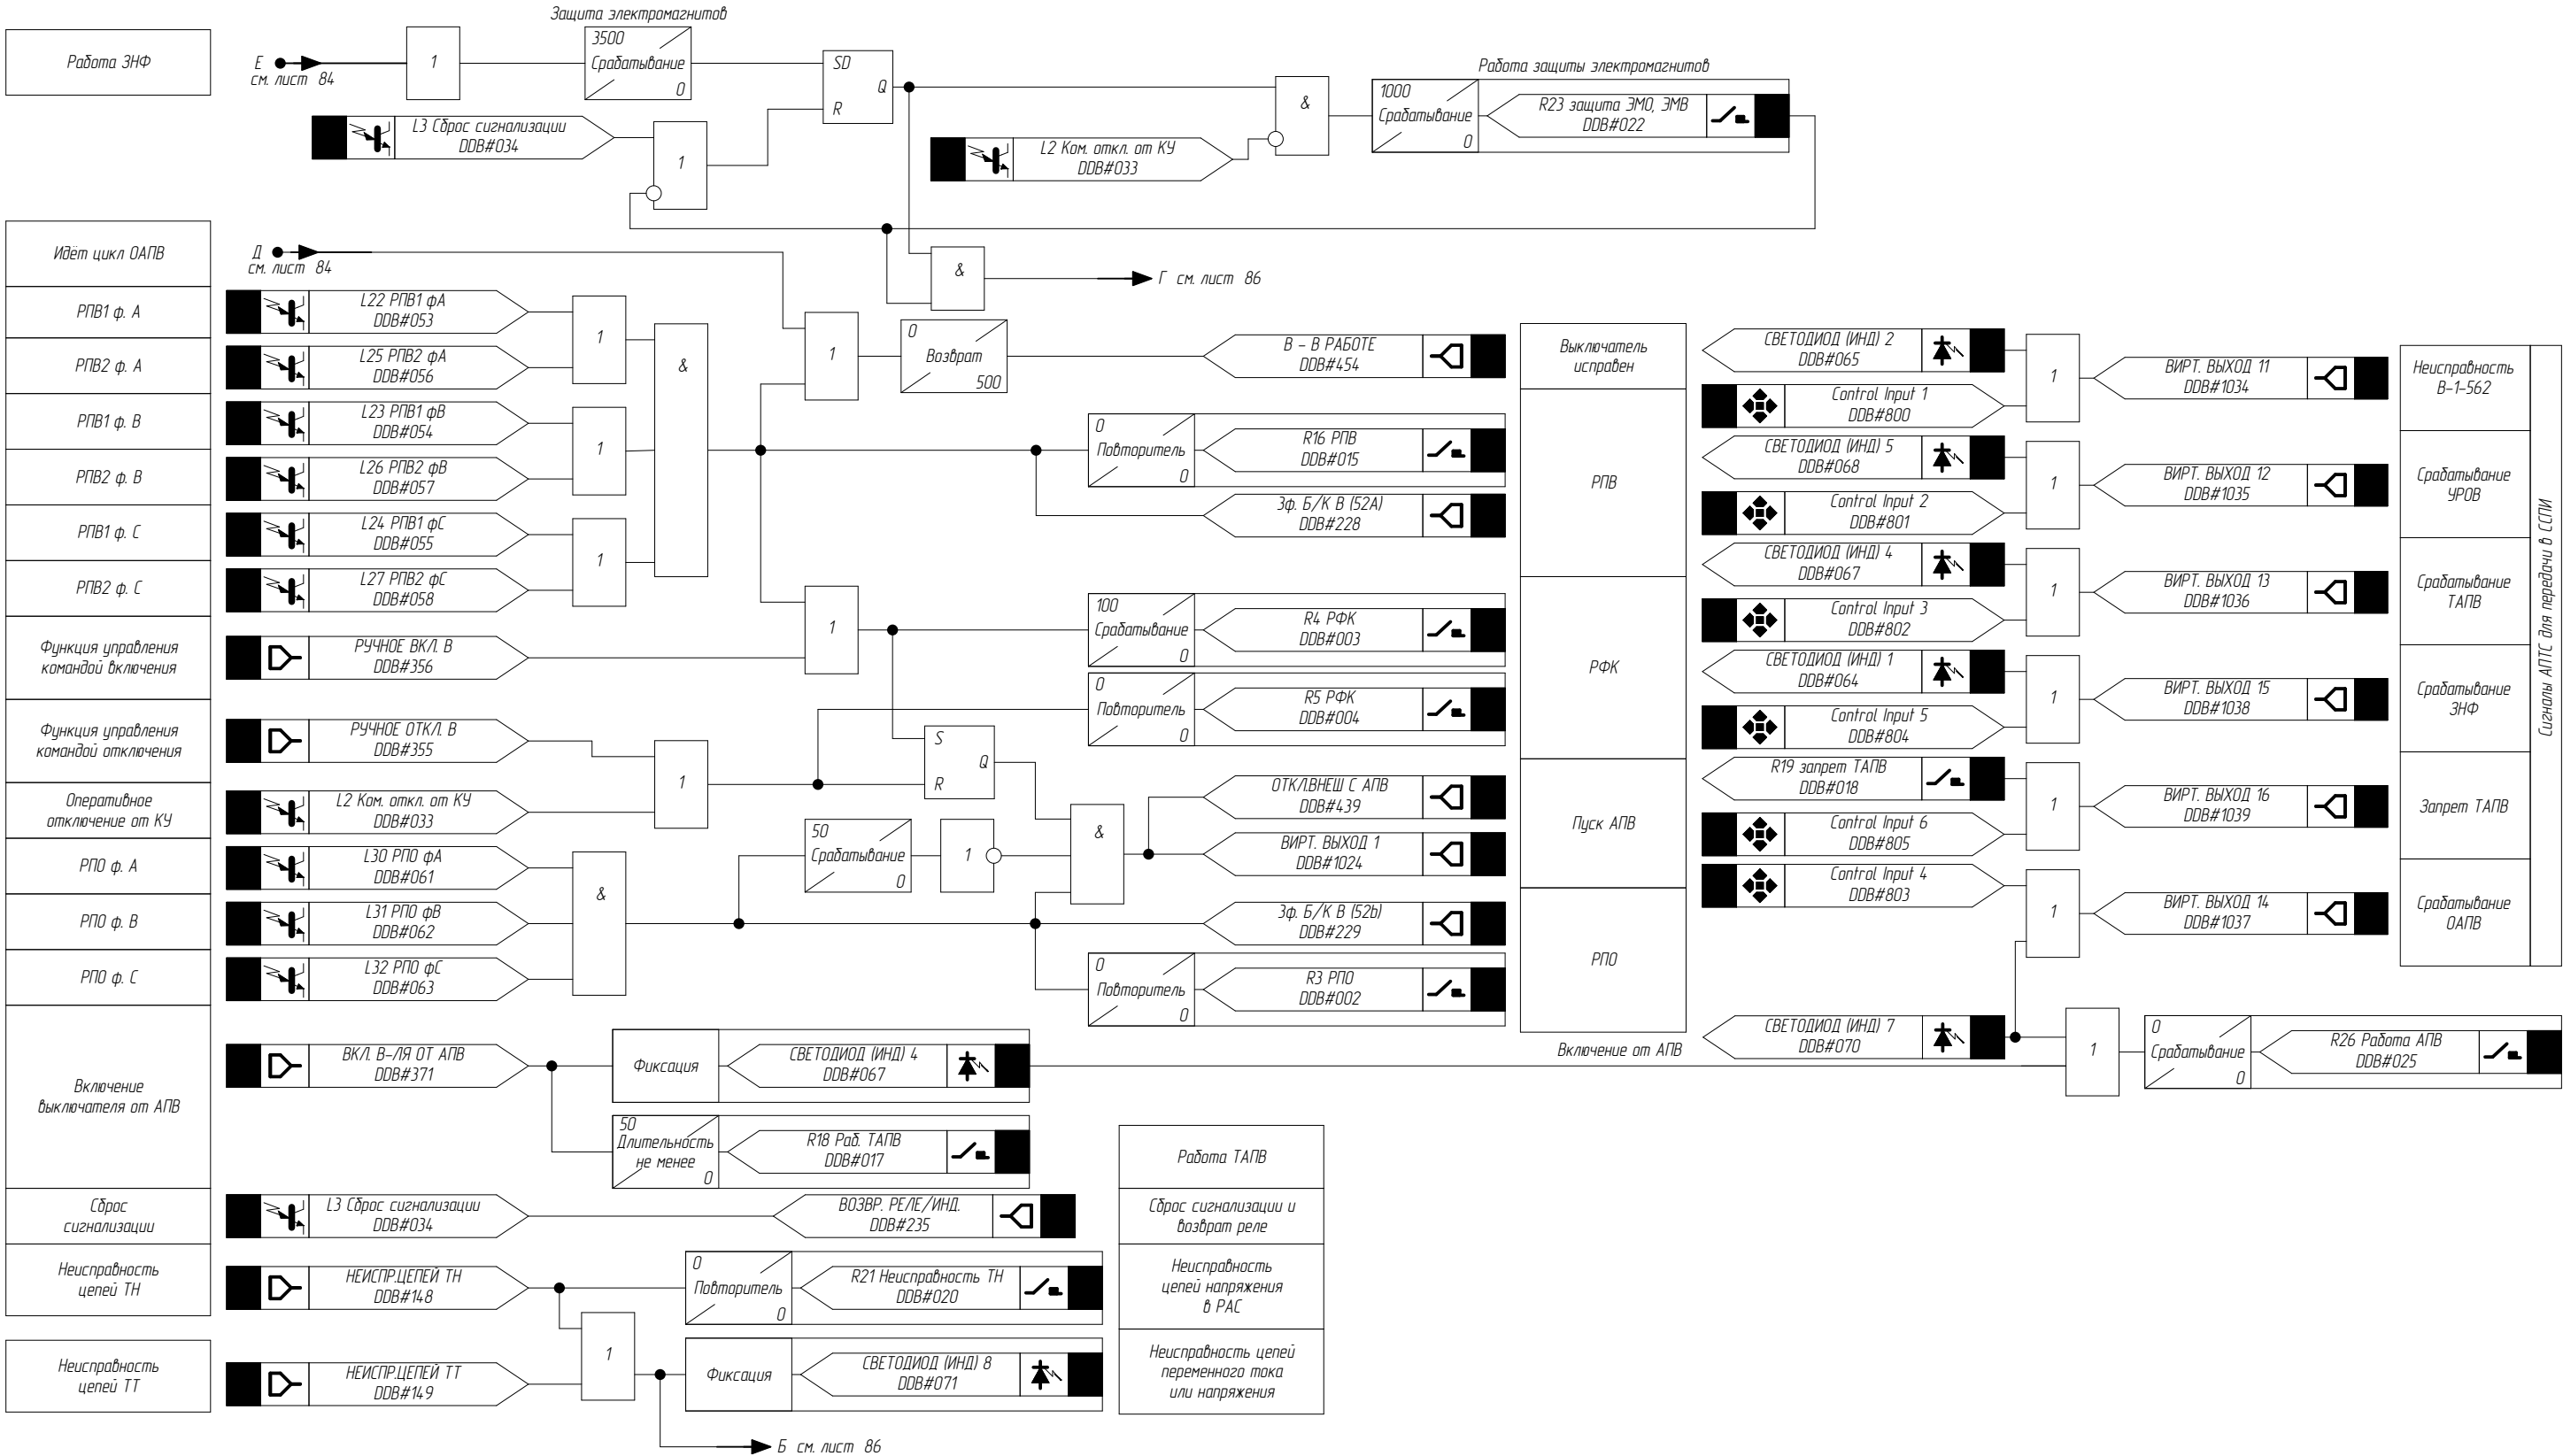 Защита электромагнитов
Работа ЗНФ
Е
см. лист 84
1
3500
Срабатывание
0
SD
R
Q
L3 Сброс сигнализации
DDB#034
1
L2 Ком. откл. от КУ
DDB#033
&
Работа защиты электромагнитов
1000
Срабатывание
0
R23 защита ЭМО, ЭМВ
DDB#022
&
Г см. лист 86
Идёт цикл ОАПВ
Д
см. лист 84
РПВ1 ф. А
L22 РПВ1 фА
DDB#053
РПВ2 ф. А
L25 РПВ2 фА
DDB#056
1
РПВ1 ф. В
L23 РПВ1 фВ
DDB#054
РПВ2 ф. В
L26 РПВ2 фВ
DDB#057
1
РПВ1 ф. С
L24 РПВ1 фС
DDB#055
РПВ2 ф. С
L27 РПВ2 фС
DDB#058
1
&
1
0
Возврат
500
В - В РАБОТЕ
DDB#454
0
Повторитель
0
R16 РПВ
DDB#015
3ф. Б/К В (52А)
DDB#228
Функция управления
командой включения
РУЧНОЕ ВКЛ. В
DDB#356
1
100
Срабатывание
0
R4 РФК
DDB#003
0
Повторитель
0
R5 РФК
DDB#004
Функция управления
командой отключения
РУЧНОЕ ОТКЛ. В
DDB#355
Оперативное
отключение от КУ
L2 Ком. откл. от КУ
DDB#033
1
S
R
Q
РПО ф. А
L30 РПО фА
DDB#061
РПО ф. В
L31 РПО фВ
DDB#062
РПО ф. С
L32 РПО фС
DDB#063
&
50
Срабатывание
0
1
&
ОТКЛ.ВНЕШ С АПВ
DDB#439
ВИРТ. ВЫХОД 1
DDB#1024
3ф. Б/К В (52b)
DDB#229
0
Повторитель
0
R3 РПО
DDB#002
Выключатель
исправен
РПВ
РФК
Пуск АПВ
РПО
СВЕТОДИОД (ИНД) 2
DDB#065
Control Input 1
DDB#800
1
ВИРТ. ВЫХОД 11
DDB#1034
Неисправность
В-1-562
СВЕТОДИОД (ИНД) 5
DDB#068
Control Input 2
DDB#801
1
ВИРТ. ВЫХОД 12
DDB#1035
Срабатывание
УРОВ
СВЕТОДИОД (ИНД) 4
DDB#067
Control Input 3
DDB#802
1
ВИРТ. ВЫХОД 13
DDB#1036
Срабатывание
ТАПВ
СВЕТОДИОД (ИНД) 1
DDB#064
Control Input 5
DDB#804
1
ВИРТ. ВЫХОД 15
DDB#1038
Срабатывание
ЗНФ
R19 запрет ТАПВ
DDB#018
Control Input 6
DDB#805
1
ВИРТ. ВЫХОД 16
DDB#1039
Запрет ТАПВ
Control Input 4
DDB#803
1
ВИРТ. ВЫХОД 14
DDB#1037
Срабатывание
ОАПВ
Сигналы АПТС для передачи в ССПИ
Включение от АПВ
СВЕТОДИОД (ИНД) 7
DDB#070
1
0
Срабатывание
0
R26 Работа АПВ
DDB#025
Включение
выключателя от АПВ
ВКЛ. В-ЛЯ ОТ АПВ
DDB#371
Фиксация
СВЕТОДИОД (ИНД) 4
DDB#067
50
Длительность
не менее
0
R18 Раб. ТАПВ
DDB#017
Работа ТАПВ
Сброс
сигнализации
L3 Сброс сигнализации
DDB#034
ВОЗВР. РЕЛЕ/ИНД.
DDB#235
Сброс сигнализации и
возврат реле
Неисправность
цепей ТН
НЕИСПР.ЦЕПЕЙ ТН
DDB#148
0
Повторитель
0
R21 Неисправность ТН
DDB#020
Неисправность
цепей напряжения
в РАС
Неисправность
цепей ТТ
НЕИСПР.ЦЕПЕЙ ТТ
DDB#149
1
Фиксация
СВЕТОДИОД (ИНД) 8
DDB#071
Неисправность цепей
переменного тока
или напряжения
Б см. лист 86